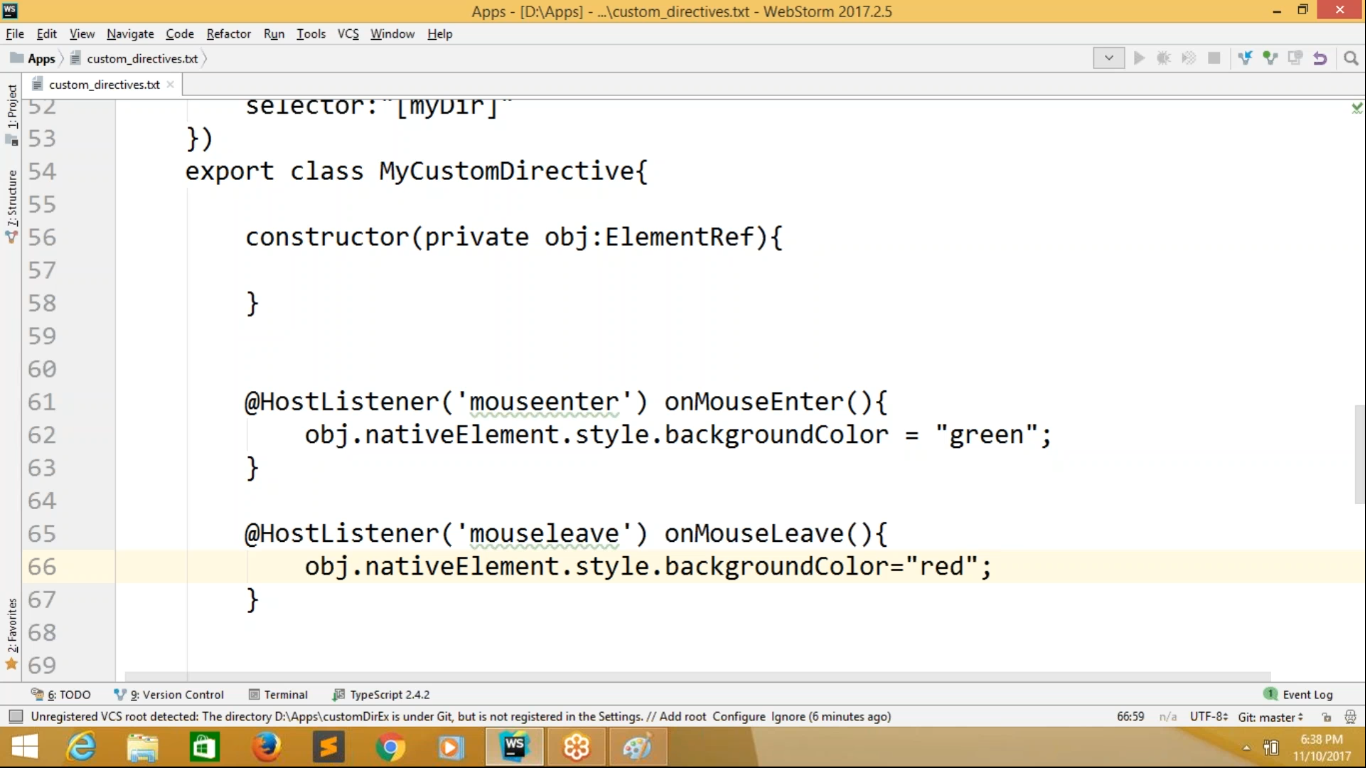 WS
Apps - [D:\Apps] - ...\custom_directives.txt - WebStorm 2017.2.5
File Edit View Navigate Code Refactor Run Tools VCS Window Help
Apps custom_directives.txt
custom_directives.txt
1: Project
7: Structure
2: Favorites
52 selector:"[myDir]"
53 })
54 export class MyCustomDirective{
55
56 constructor(private obj:ElementRef){
57
58 }
59
60
61 @HostListener('mouseenter') onMouseEnter(){
62 obj.nativeElement.style.backgroundColor = "green";
63 }
64
65 @HostListener('mouseleave') onMouseLeave(){
66 obj.nativeElement.style.backgroundColor="red";
67 }
68
69
6: TODO 9: Version Control Terminal TypeScript 2.4.2 1 Event Log
Unregistered VCS root detected: The directory D:\Apps\customDirEx is under Git, but is not registered in the Settings. // Add root Configure Ignore (6 minutes ago) 66:59 n/a UTF-8 Git: master
WS
6:38 PM
11/10/2017